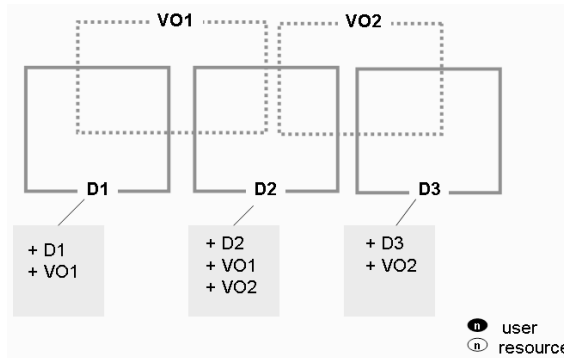 VO1 VO2
D1 D2 D3
+ D1
+ VO1
+ D2
+ VO1
+ VO2
+ D3
+ VO2
n user
n resource